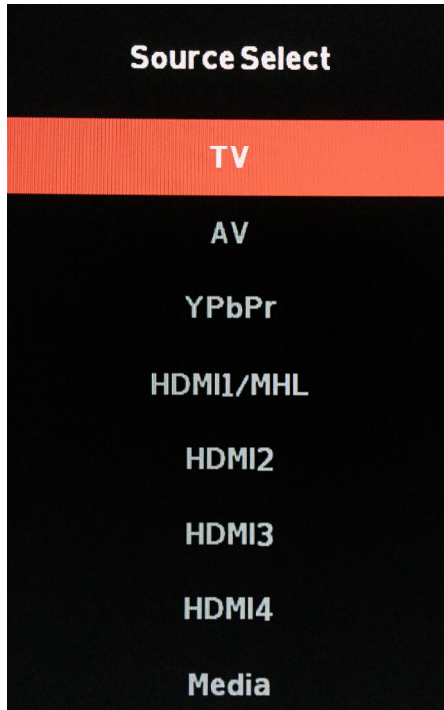 Source Select
TV
AV
YPbPr
HDMI1/MHL
HDMI2
HDMI3
HDMI4
Media